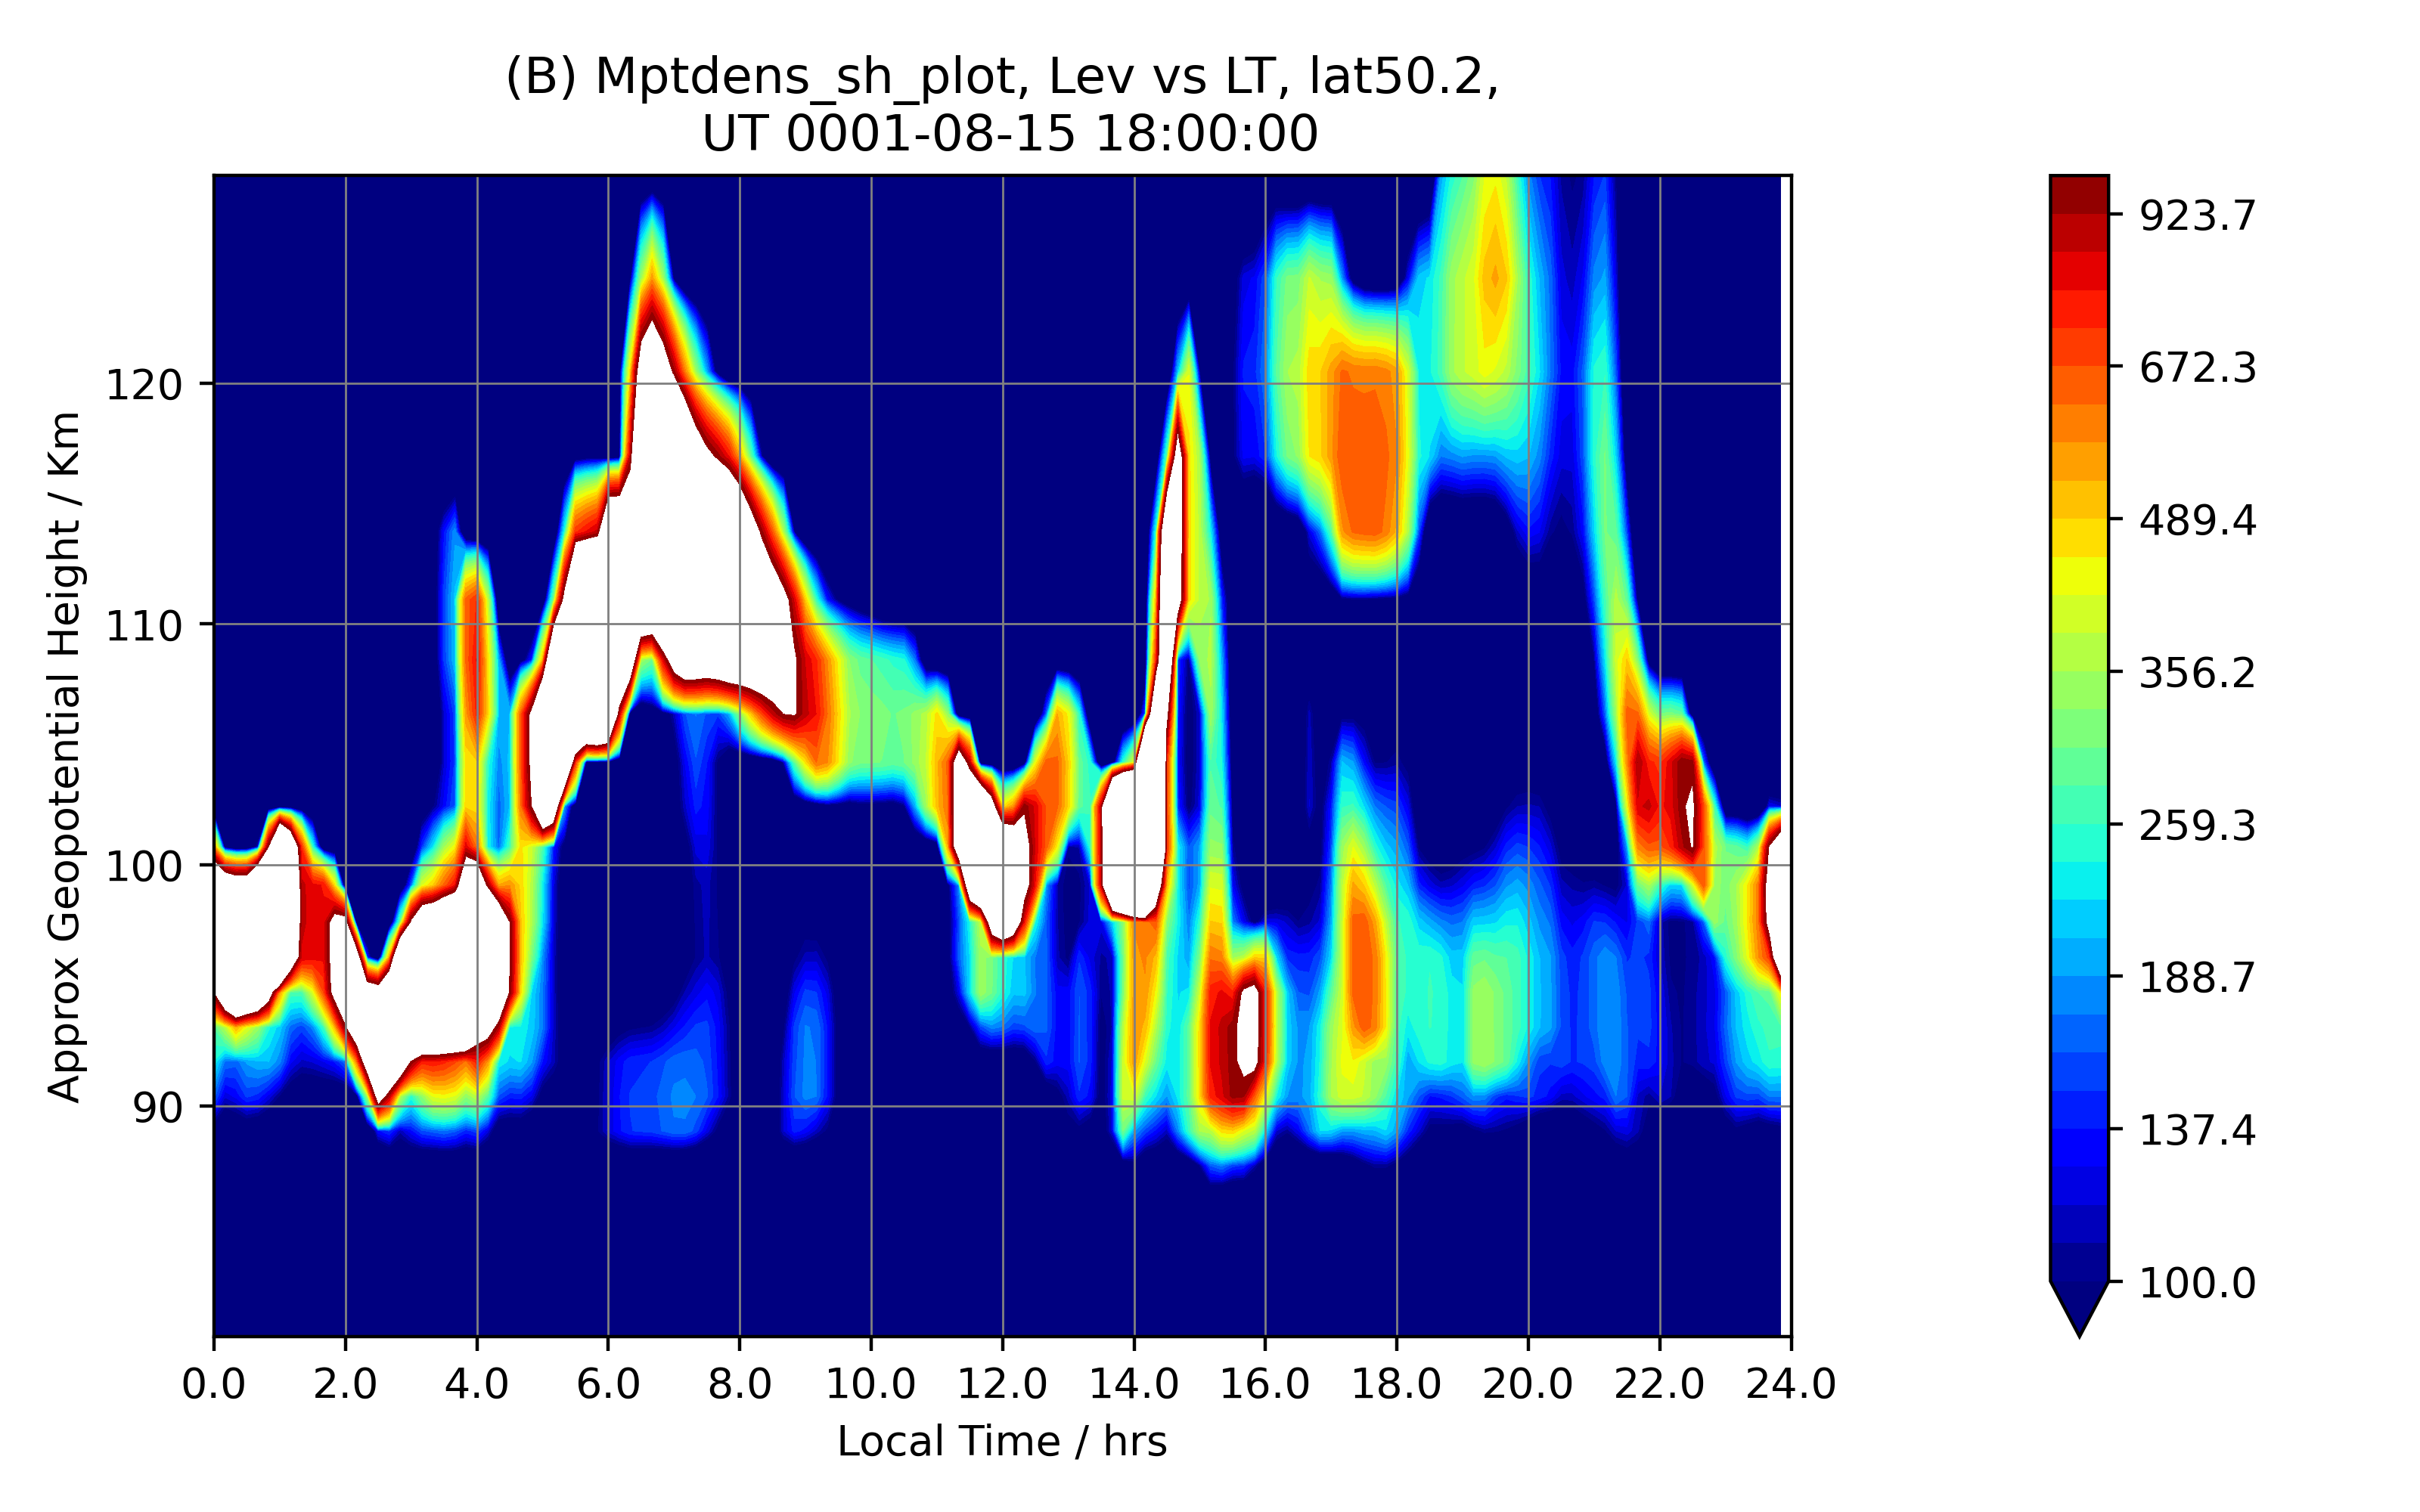 (B) Mptdens_sh_plot, Lev vs LT, lat50.2,
UT 0001-08-15 18:00:00
Approx Geopotential Height / Km
120
110
100
90
0.0 2.0 4.0 6.0 8.0 10.0 12.0 14.0 16.0 18.0 20.0 22.0 24.0
Local Time / hrs
923.7
672.3
489.4
356.2
259.3
188.7
137.4
100.0